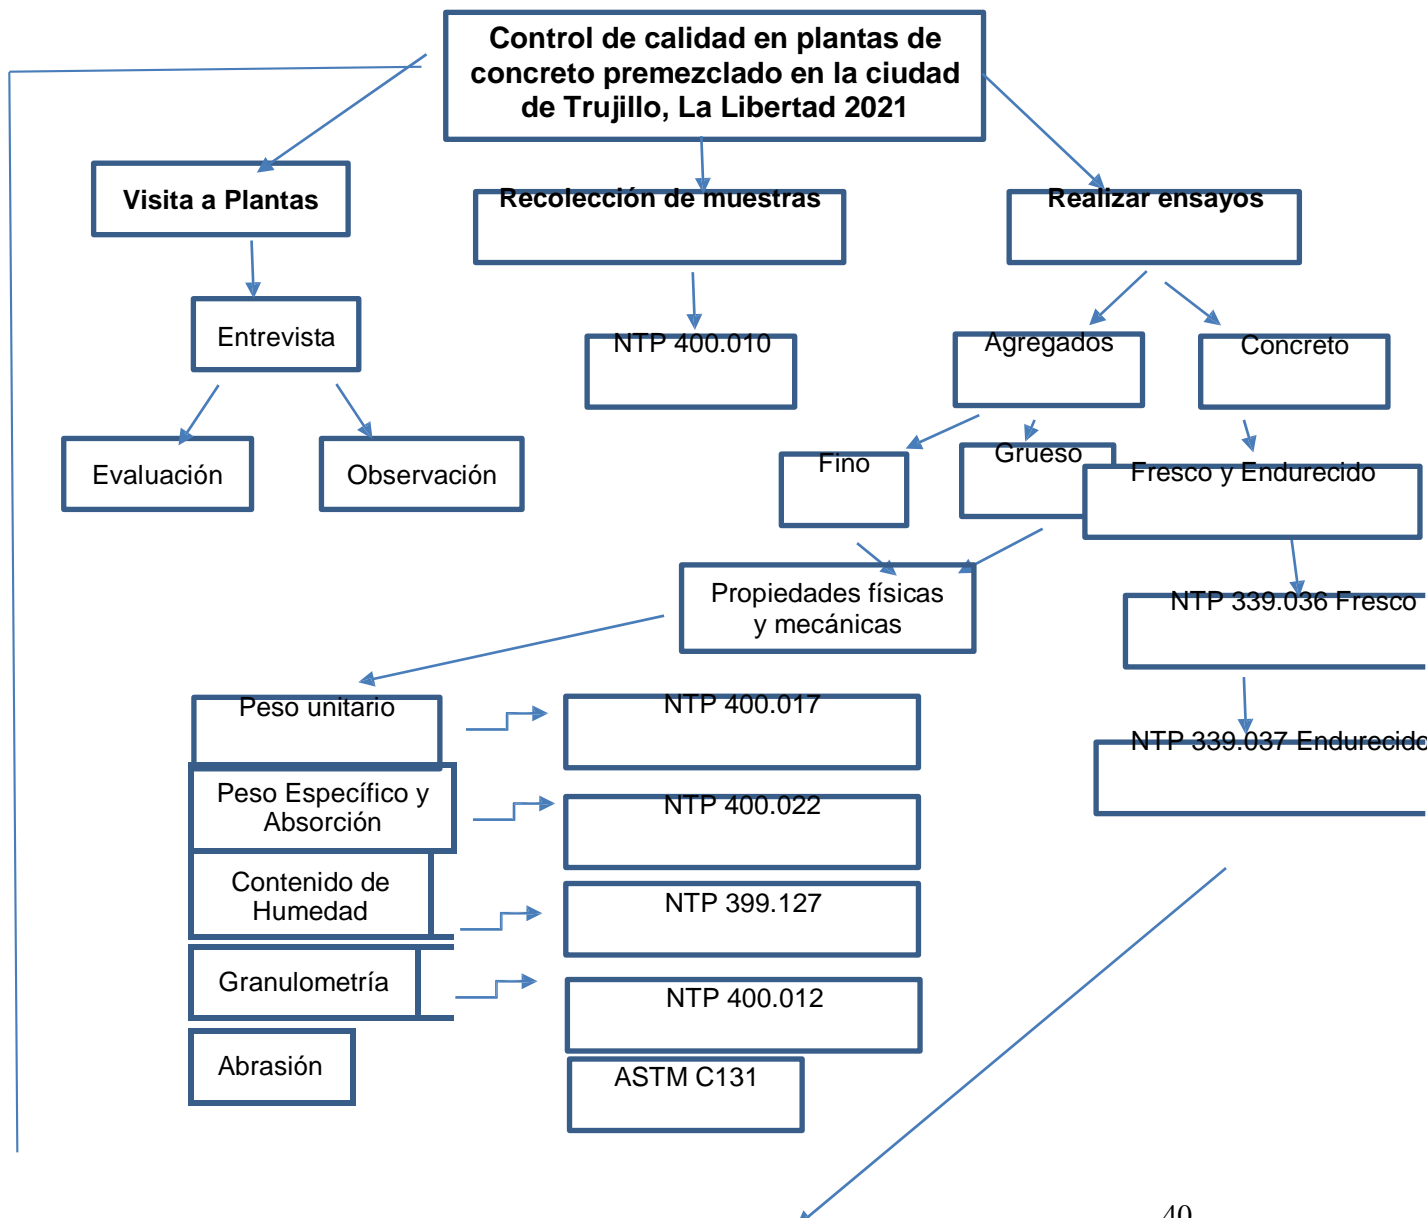 Control de calidad en plantas de
concreto premezclado en la ciudad
de Trujillo, La Libertad 2021
Visita a Plantas
Recolección de muestras
Realizar ensayos
Entrevista
NTP 400.010
Agregados
Concreto
Evaluación
Observación
Fino
Grueso
Fresco y Endurecido
Propiedades físicas
y mecánicas
NTP 339.036 Fresco
Peso unitario
NTP 400.017
NTP 339.037 Endurecido
Peso Específico y
Absorción
NTP 400.022
Contenido de
Humedad
NTP 399.127
Granulometría
NTP 400.012
Abrasión
ASTM C131
40